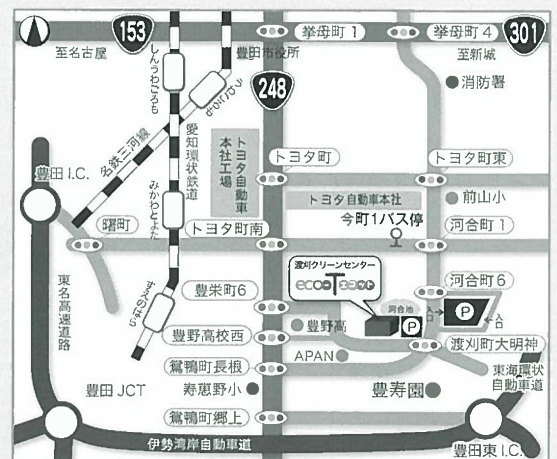 153
挙母町 1
挙母町 4
301
至名古屋
しんうわごろも
豊田市役所
至新城
消防署
248
うわごろも
名鉄三河線
愛知環状鉄道
トヨタ自動車
本社工場
トヨタ町
トヨタ町東
豊田 I.C.
みかわとよた
トヨタ自動車本社
前山小
今町1バス停
曙町
トヨタ町南
河合町 1
渡刈クリーンセンター
eco-Tエコット
河合町 6
豊栄町6
すえのはら
河合池
P
入
P
出
東名高速道路
豊野高校西
豊野高
渡刈町大明神
APAN
鴛鴨町長根
東海環状
自動車道
豊田 JCT
寿恵野小
豊寿園
鴛鴨町郷上
伊勢湾岸自動車道
豊田東 I.C.